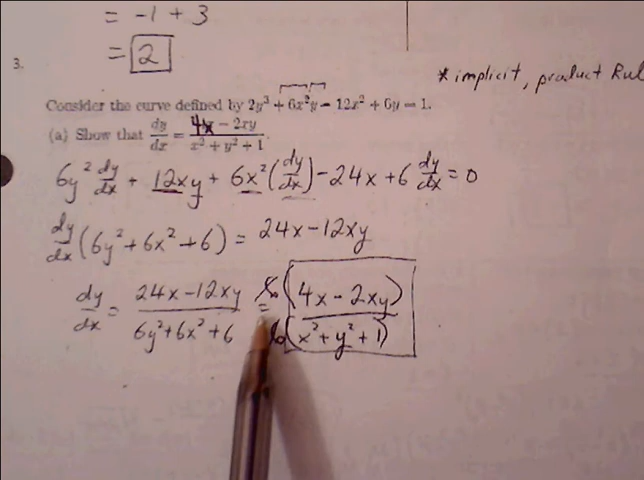 = -1 + 3
= 2
3.
* implicit, product Rul
Consider the curve defined by 2y³ + 6x²y − 12x² + 6y = 1.
(a) Show that dy/dx = (4x − 2xy)/(x² + y² + 1).
6y² dy/dx + 12xy + 6x²(dy/dx) − 24x + 6 dy/dx = 0
dy/dx (6y² + 6x² + 6) = 24x − 12xy
dy/dx = (24x − 12xy)/(6y² + 6x² + 6) = 6(4x − 2xy)/6(x² + y² + 1)